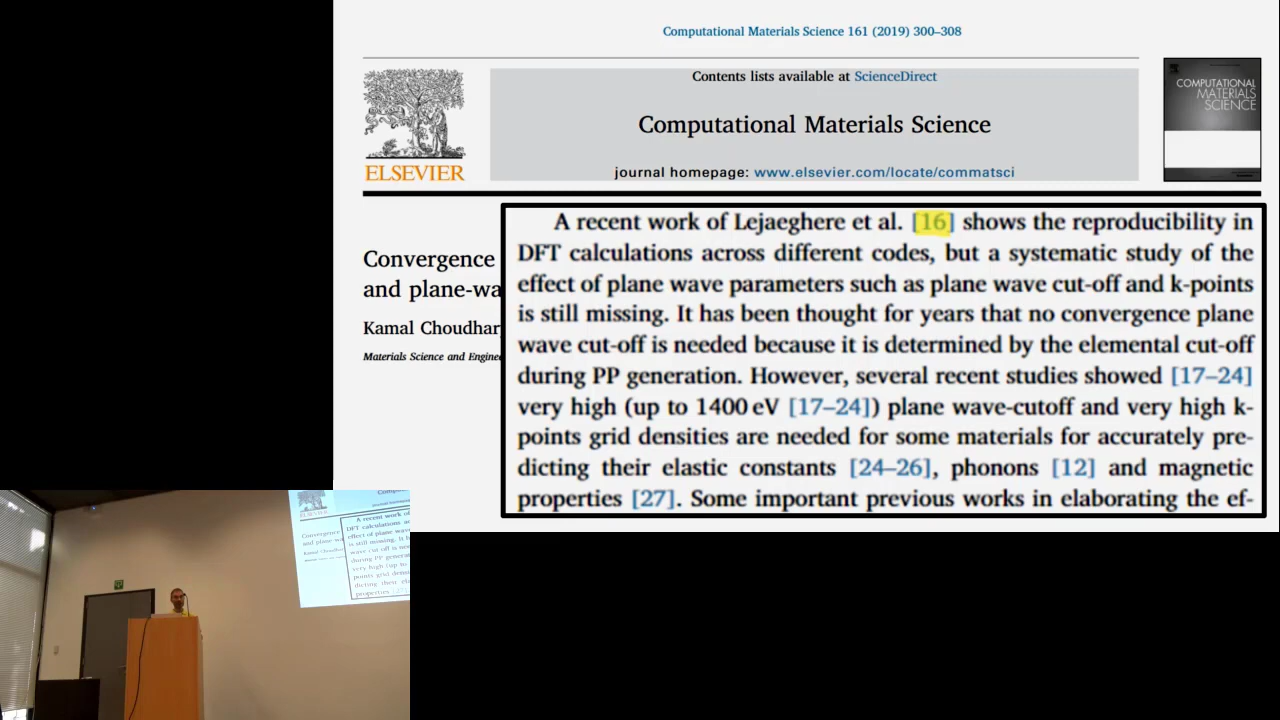 Computational Materials Science 161 (2019) 300–308
Contents lists available at ScienceDirect
Computational Materials Science
journal homepage: www.elsevier.com/locate/commatsci
ELSEVIER
COMPUTATIONAL
MATERIALS
SCIENCE
Convergence
and plane-wa
Kamal Choudhar
Materials Science and Enginee
A recent work of Lejaeghere et al. [16] shows the reproducibility in
DFT calculations across different codes, but a systematic study of the
effect of plane wave parameters such as plane wave cut-off and k-points
is still missing. It has been thought for years that no convergence plane
wave cut-off is needed because it is determined by the elemental cut-off
during PP generation. However, several recent studies showed [17–24]
very high (up to 1400 eV [17–24]) plane wave-cutoff and very high k-
points grid densities are needed for some materials for accurately pre-
dicting their elastic constants [24–26], phonons [12] and magnetic
properties [27]. Some important previous works in elaborating the ef-